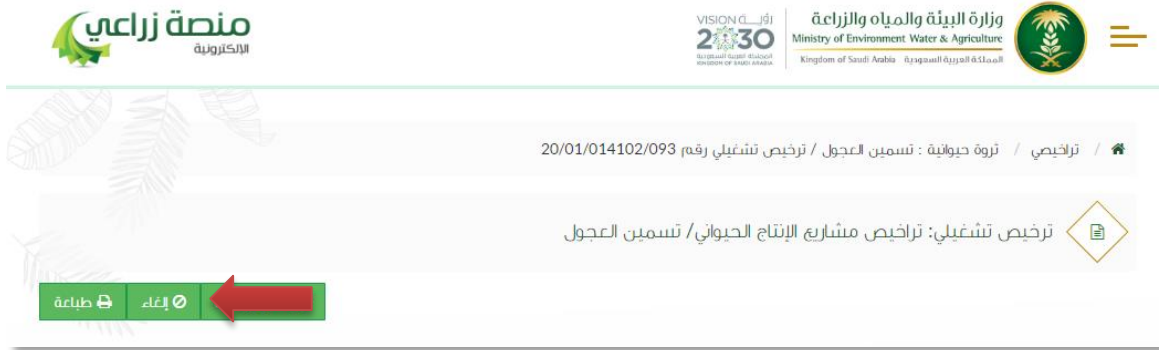 وزارة البيئة والمياه والزراعة
Ministry of Environment Water & Agriculture
Kingdom of Saudi Arabia المملكة العربية السعودية
VISION رؤيــة
2030
المملكة العربية السعودية
KINGDOM OF SAUDI ARABIA
منصة زراعي
الإلكترونية
/ تراخيصي / ثروة حيوانية : تسمين العجول / ترخيص تشغيلي رقم 20/01/014102/093
ترخيص تشغيلي: تراخيص مشاريع الإنتاج الحيواني/ تسمين العجول
إلغاء
طباعة